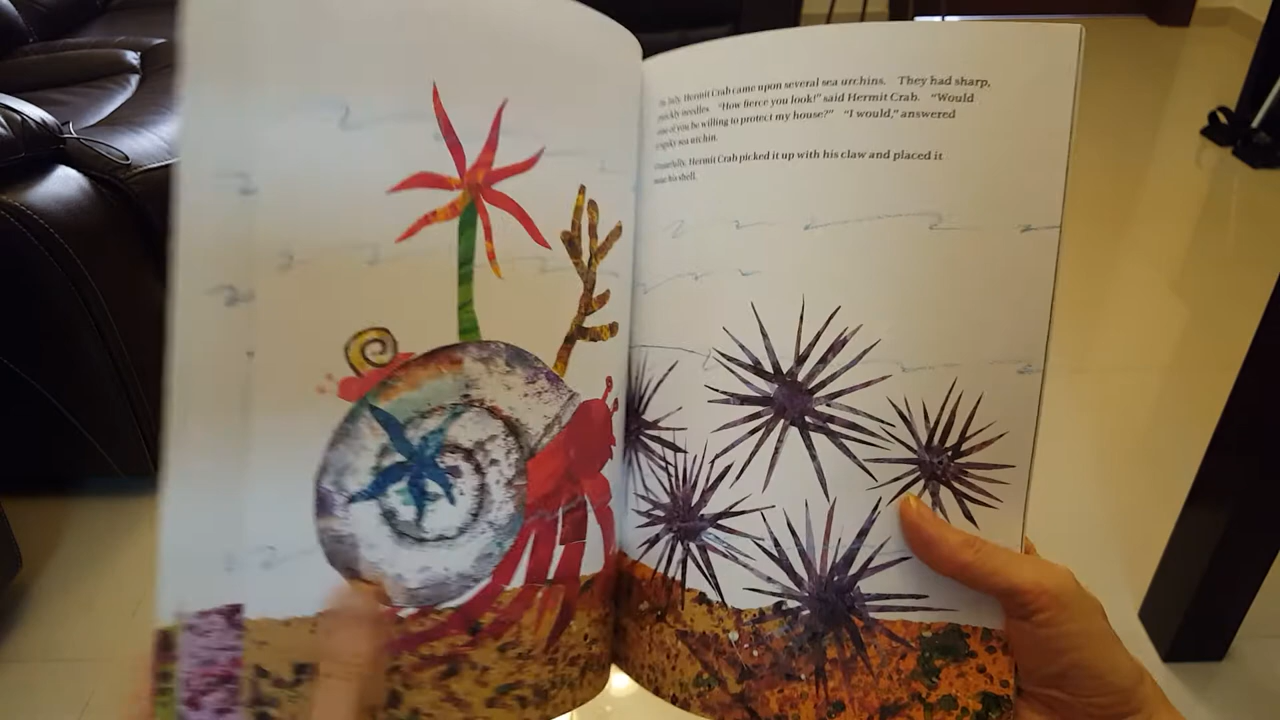 In July, Hermit Crab came upon several sea urchins. They had sharp,
prickly needles. "How fierce you look!" said Hermit Crab. "Would
one of you be willing to protect my house?" "I would," answered
a spiky sea urchin.
Gratefully, Hermit Crab picked it up with his claw and placed it
near his shell.